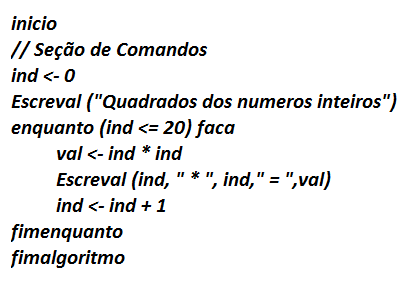 inicio
// Seção de Comandos
ind <- 0
Escreval ("Quadrados dos numeros inteiros")
enquanto (ind <= 20) faca
val <- ind * ind
Escreval (ind, " * ", ind," = ",val)
ind <- ind + 1
fimenquanto
fimalgoritmo